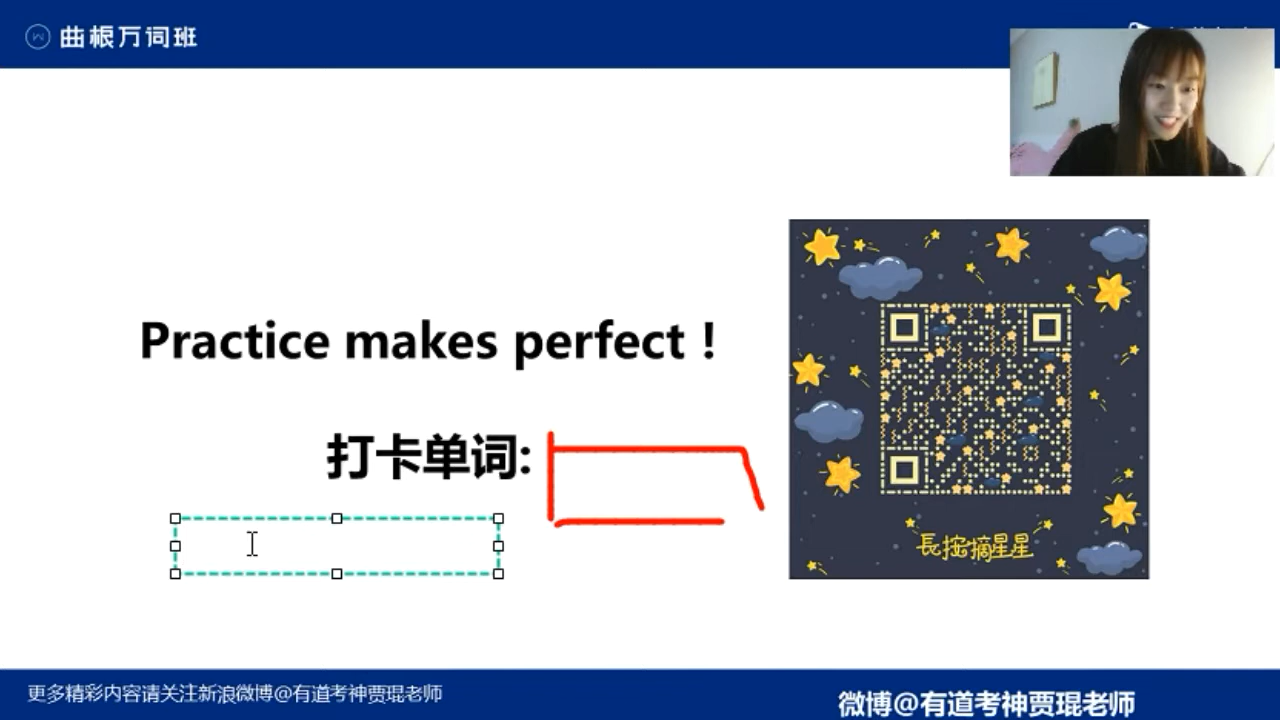 曲根万词班
Practice makes perfect！
打卡单词:
長按摘星星
更多精彩内容请关注新浪微博@有道考神贾琨老师
微博@有道考神贾琨老师